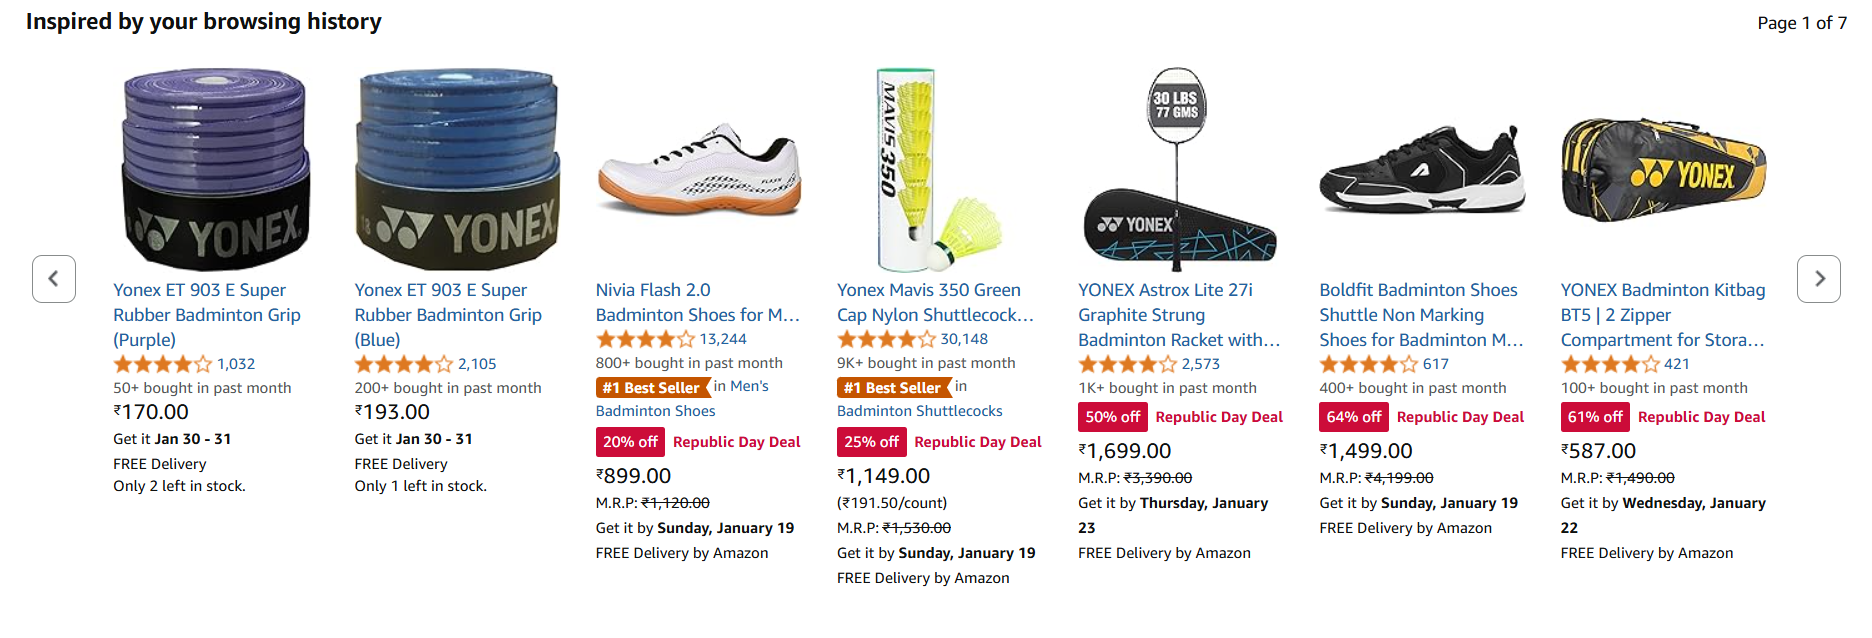 Inspired by your browsing history
Page 1 of 7
YONEX
Yonex ET 903 E Super
Rubber Badminton Grip
(Purple)
1,032
50+ bought in past month
₹170.00
Get it Jan 30 - 31
FREE Delivery
Only 2 left in stock.
YONEX
Yonex ET 903 E Super
Rubber Badminton Grip
(Blue)
2,105
200+ bought in past month
₹193.00
Get it Jan 30 - 31
FREE Delivery
Only 1 left in stock.
FLASH
Nivia Flash 2.0
Badminton Shoes for M...
13,244
800+ bought in past month
#1 Best Seller in Men's
Badminton Shoes
20% off Republic Day Deal
₹899.00
M.R.P: ₹1,120.00
Get it by Sunday, January 19
FREE Delivery by Amazon
MAVIS 350
Yonex Mavis 350 Green
Cap Nylon Shuttlecock...
30,148
9K+ bought in past month
#1 Best Seller in
Badminton Shuttlecocks
25% off Republic Day Deal
₹1,149.00
(₹191.50/count)
M.R.P: ₹1,530.00
Get it by Sunday, January 19
FREE Delivery by Amazon
30 LBS
77 GMS
YONEX
YONEX Astrox Lite 27i
Graphite Strung
Badminton Racket with...
2,573
1K+ bought in past month
50% off Republic Day Deal
₹1,699.00
M.R.P: ₹3,390.00
Get it by Thursday, January
23
FREE Delivery by Amazon
Boldfit Badminton Shoes
Shuttle Non Marking
Shoes for Badminton M...
617
400+ bought in past month
64% off Republic Day Deal
₹1,499.00
M.R.P: ₹4,199.00
Get it by Sunday, January 19
FREE Delivery by Amazon
YONEX
YONEX Badminton Kitbag
BT5 | 2 Zipper
Compartment for Stora...
421
100+ bought in past month
61% off Republic Day Deal
₹587.00
M.R.P: ₹1,490.00
Get it by Wednesday, January
22
FREE Delivery by Amazon